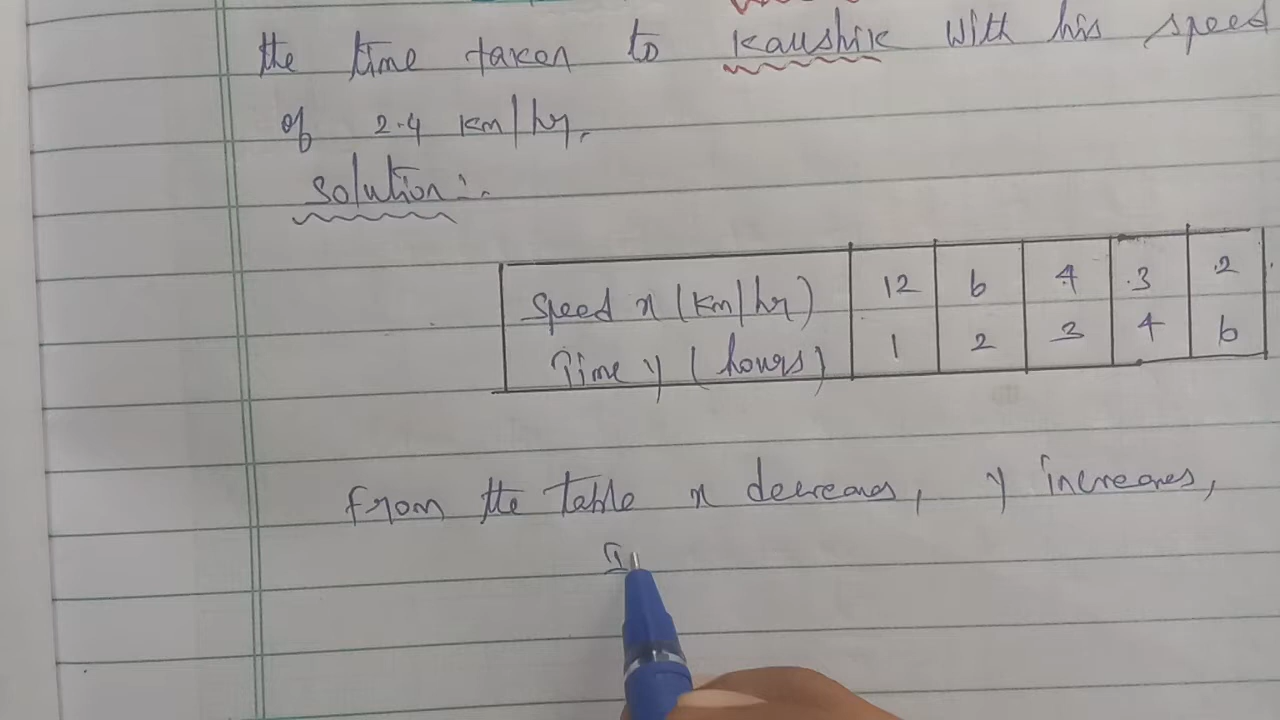 the time taken to Kaushik with his speed
of 2.4 km/hr.
Solution:-
Speed x (km/hr) 12 6 4 3 2
Time y (hours) 1 2 3 4 6
From the table x decreases, y increases,